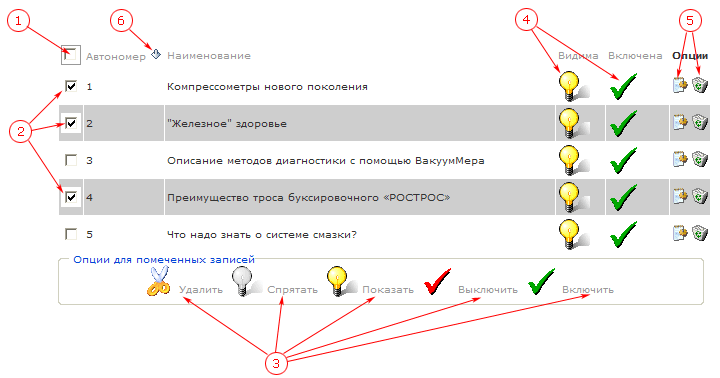 1 6 4 5
Автономер Наименование Видима Включена Опции
1 Компрессометры нового поколения
2 "Железное" здоровье
2
3 Описание методов диагностики с помощью ВакуумМера
4 Преимущество троса буксировочного «РОСТРОС»
5 Что надо знать о системе смазки?
Опции для помеченных записей
Удалить Спрятать Показать Выключить Включить
3